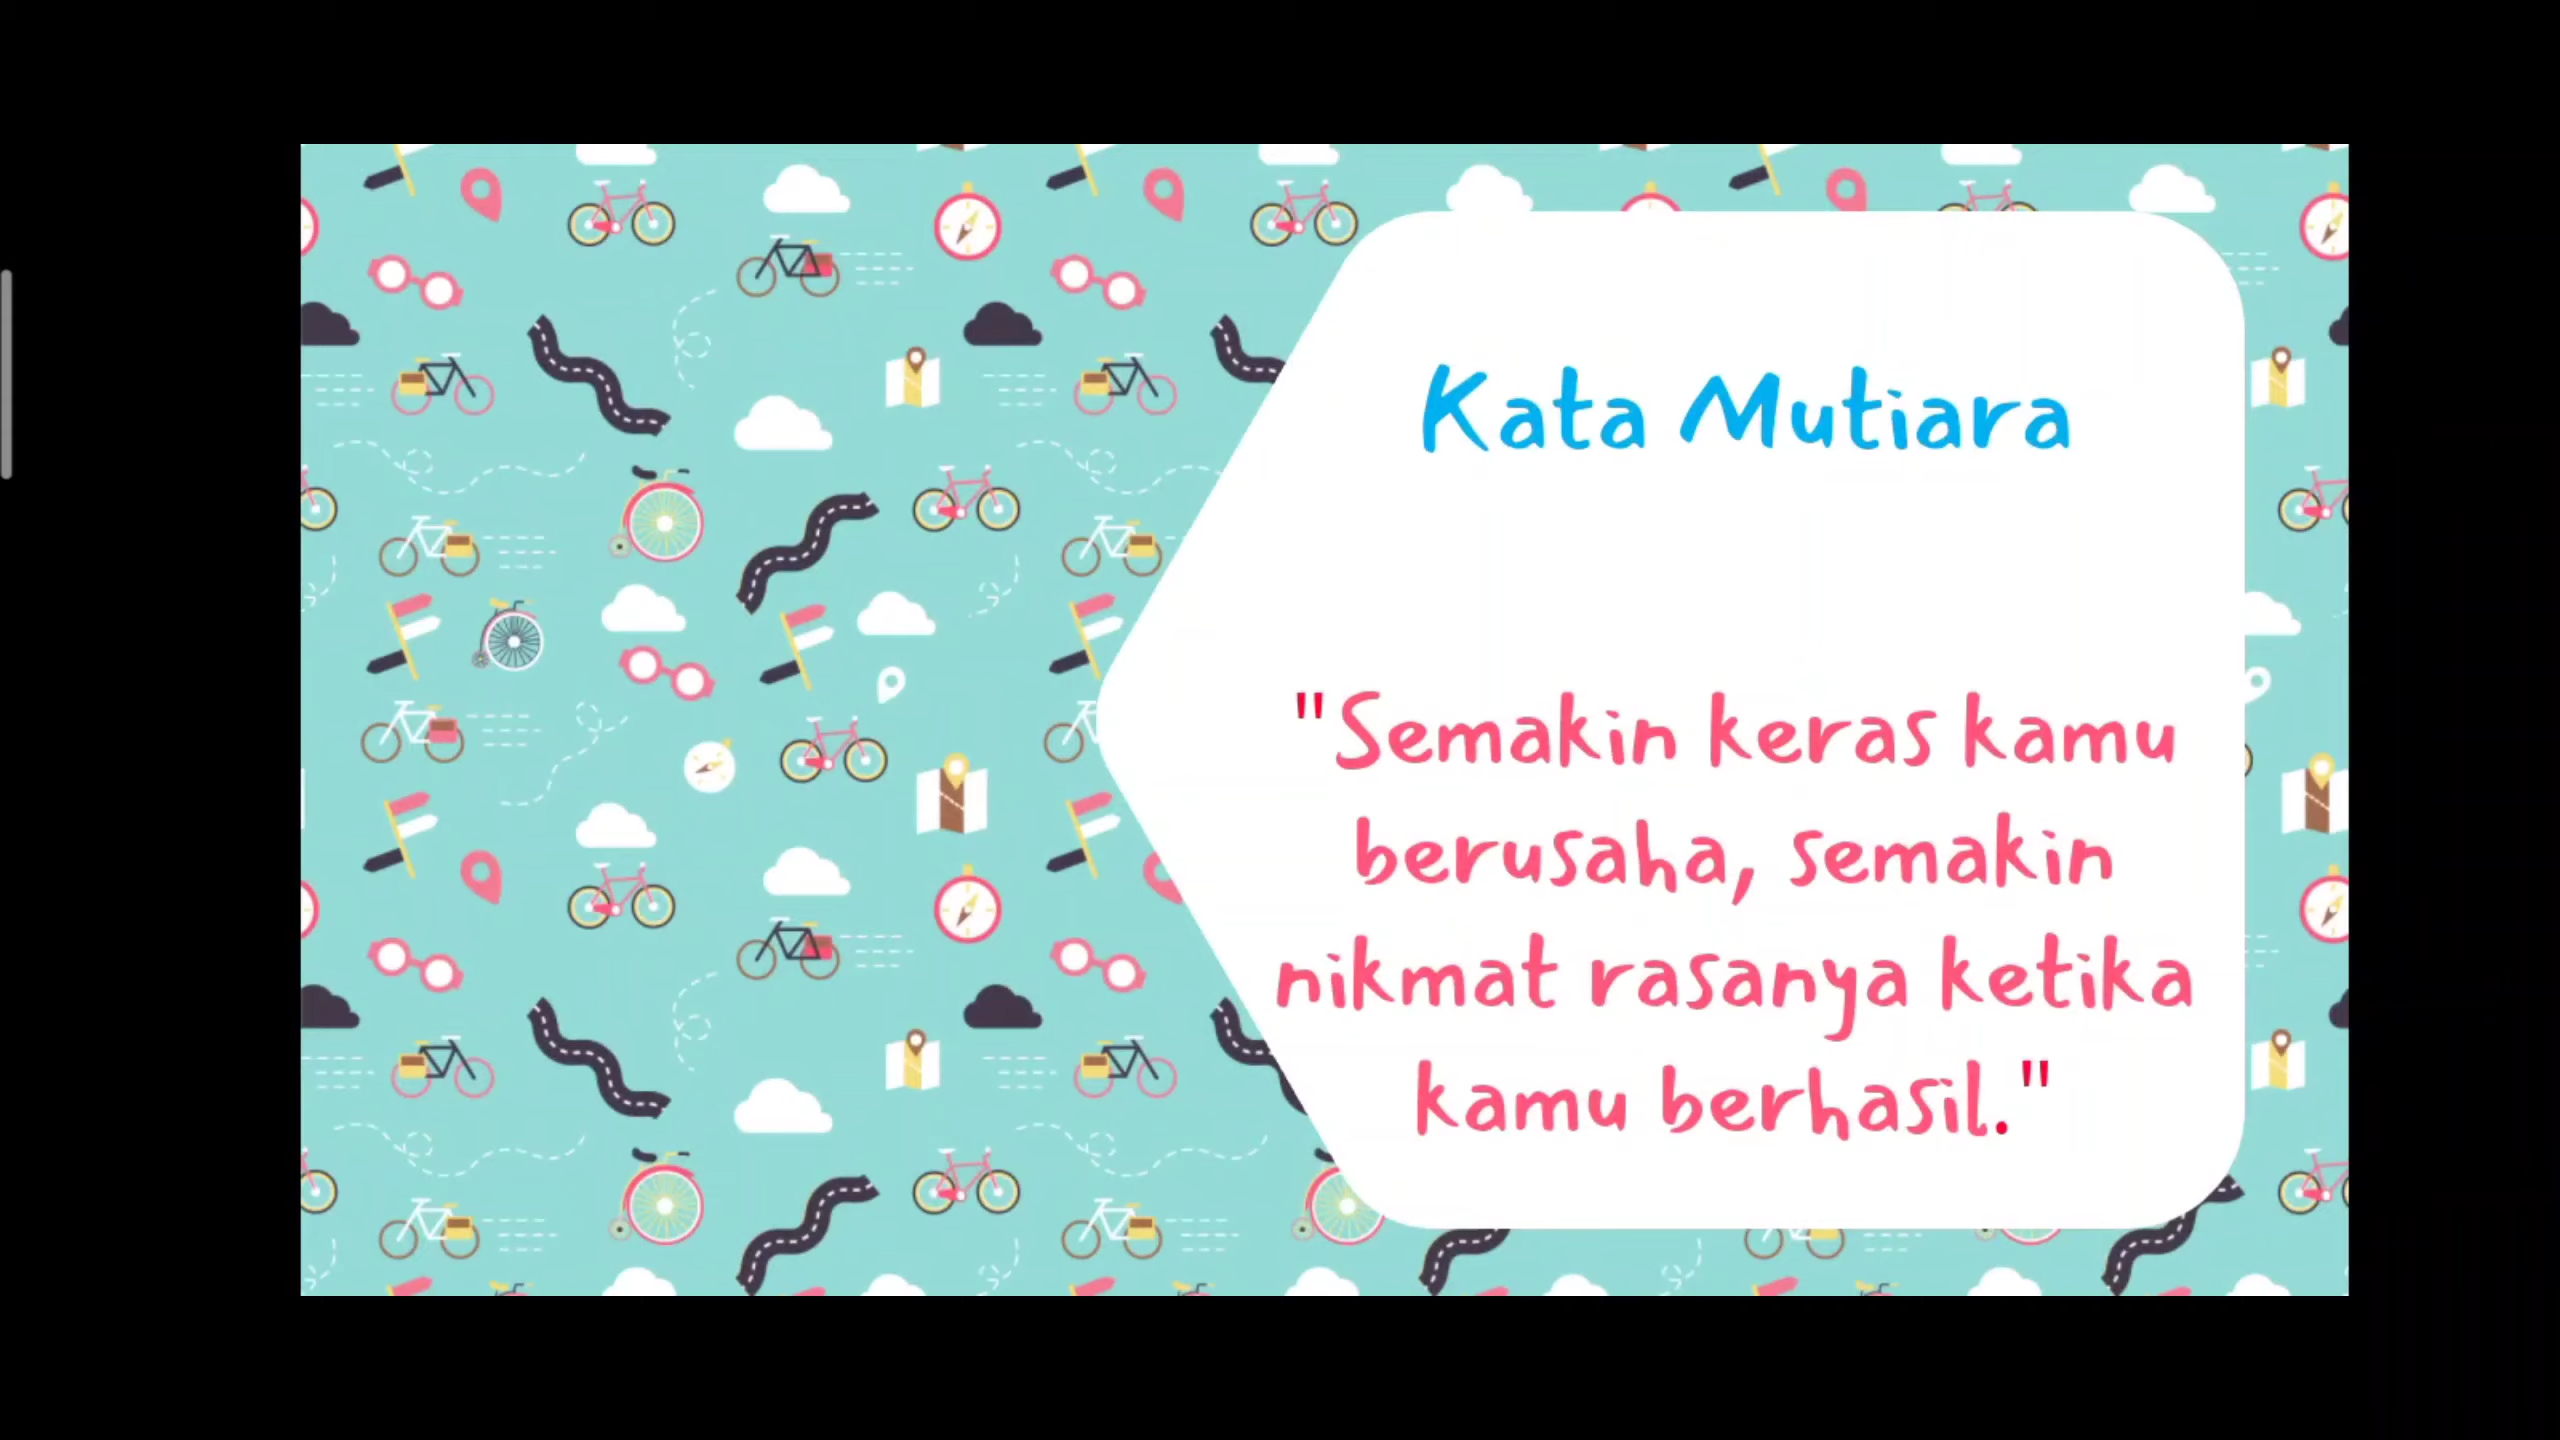 Kata Mutiara
"Semakin keras kamu
berusaha, semakin
nikmat rasanya ketika
kamu berhasil."